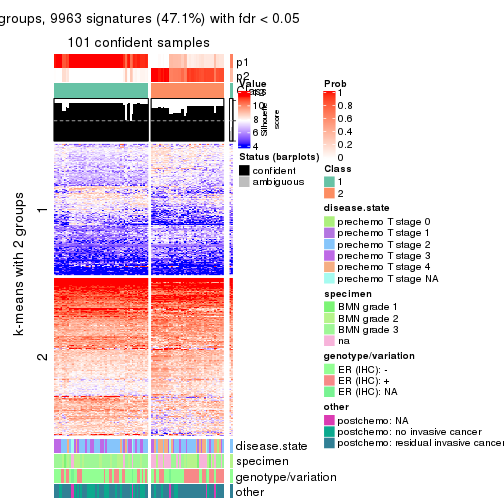 groups, 9963 signatures (47.1%) with fdr < 0.05
101 confident samples
p1
p2
Class
Silhouette
score
1
2
k-means with 2 groups
disease.state
specimen
genotype/variation
other
Value
10
8
6
4
Status (barplots)
confident
ambiguous
Prob
1
0.8
0.6
0.4
0.2
0
Class
1
2
disease.state
prechemo T stage 0
prechemo T stage 1
prechemo T stage 2
prechemo T stage 3
prechemo T stage 4
prechemo T stage NA
specimen
BMN grade 1
BMN grade 2
BMN grade 3
na
genotype/variation
ER (IHC): -
ER (IHC): +
ER (IHC): NA
other
postchemo: NA
postchemo: no invasive cancer
postchemo: residual invasive cancer